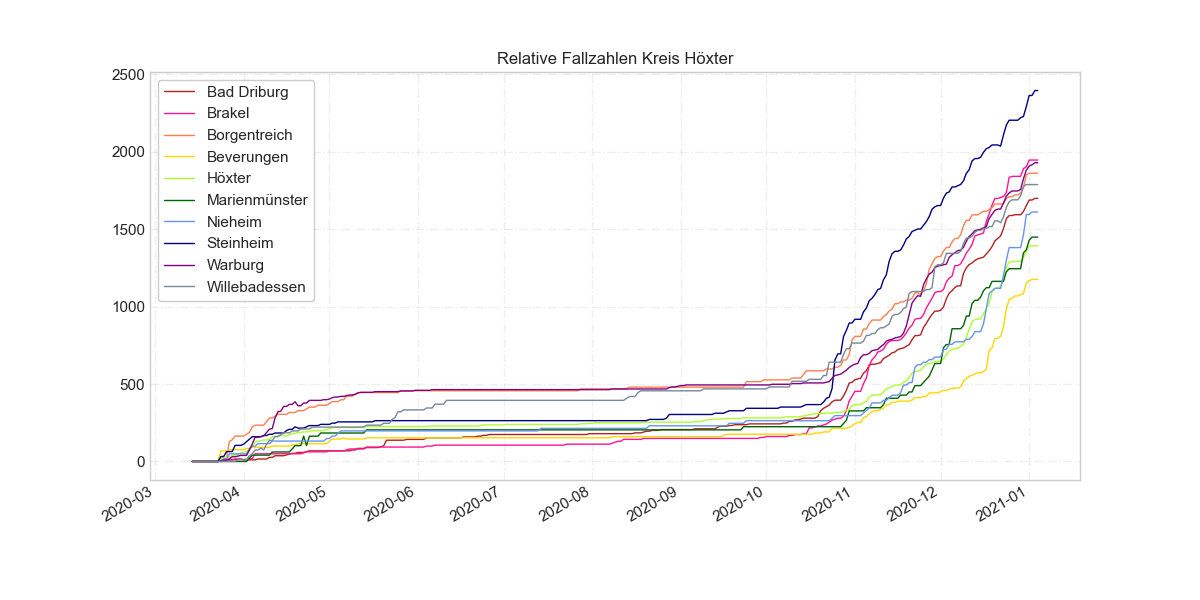 Relative Fallzahlen Kreis Höxter
2500
2000
1500
1000
500
0
Bad Driburg
Brakel
Borgentreich
Beverungen
Höxter
Marienmünster
Nieheim
Steinheim
Warburg
Willebadessen
2020-03
2020-04
2020-05
2020-06
2020-07
2020-08
2020-09
2020-10
2020-11
2020-12
2021-01